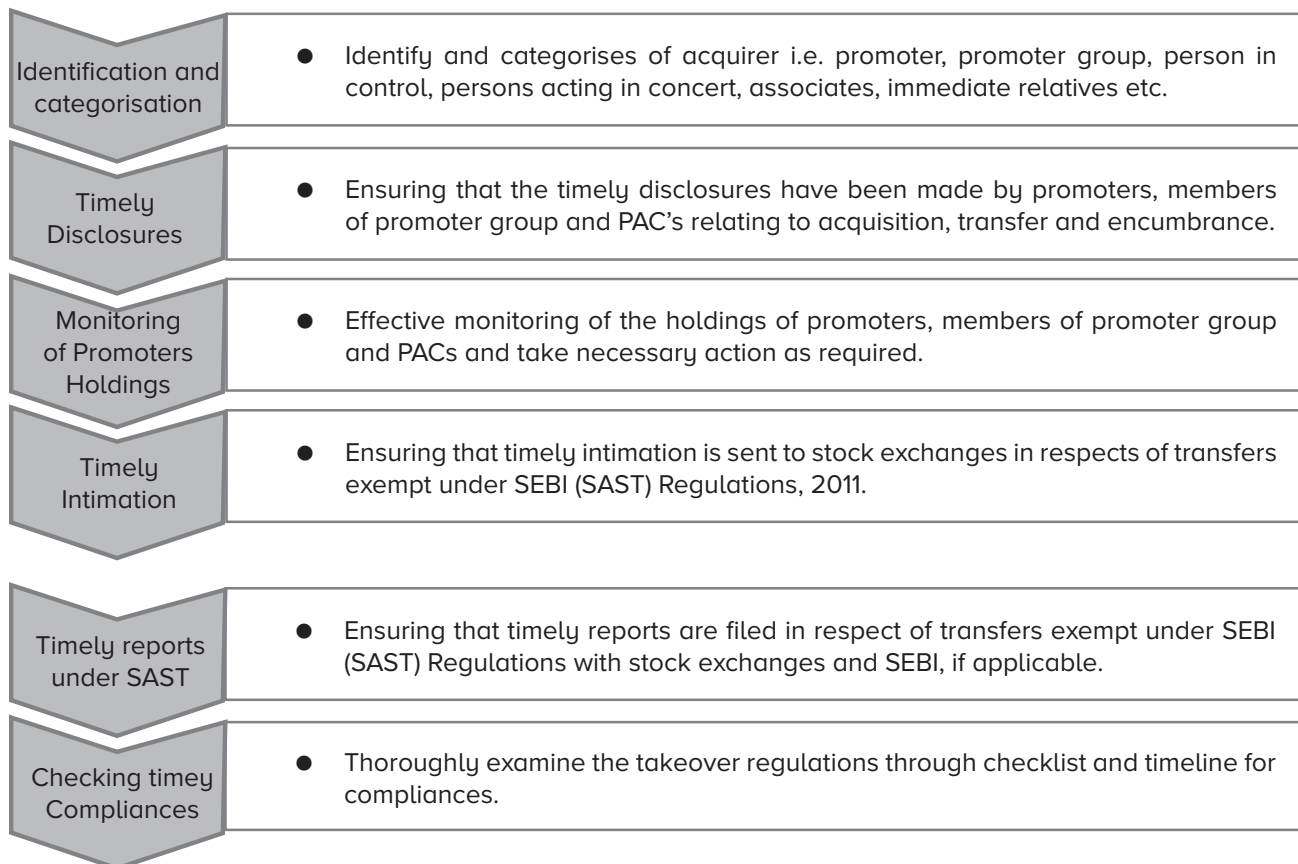 Identification and
categorisation
● Identify and categorises of acquirer i.e. promoter, promoter group, person in
control, persons acting in concert, associates, immediate relatives etc.
Timely
Disclosures
● Ensuring that the timely disclosures have been made by promoters, members
of promoter group and PAC's relating to acquisition, transfer and encumbrance.
Monitoring
of Promoters
Holdings
● Effective monitoring of the holdings of promoters, members of promoter group
and PACs and take necessary action as required.
Timely
Intimation
● Ensuring that timely intimation is sent to stock exchanges in respects of transfers
exempt under SEBI (SAST) Regulations, 2011.
Timely reports
under SAST
● Ensuring that timely reports are filed in respect of transfers exempt under SEBI
(SAST) Regulations with stock exchanges and SEBI, if applicable.
Checking timey
Compliances
● Thoroughly examine the takeover regulations through checklist and timeline for
compliances.